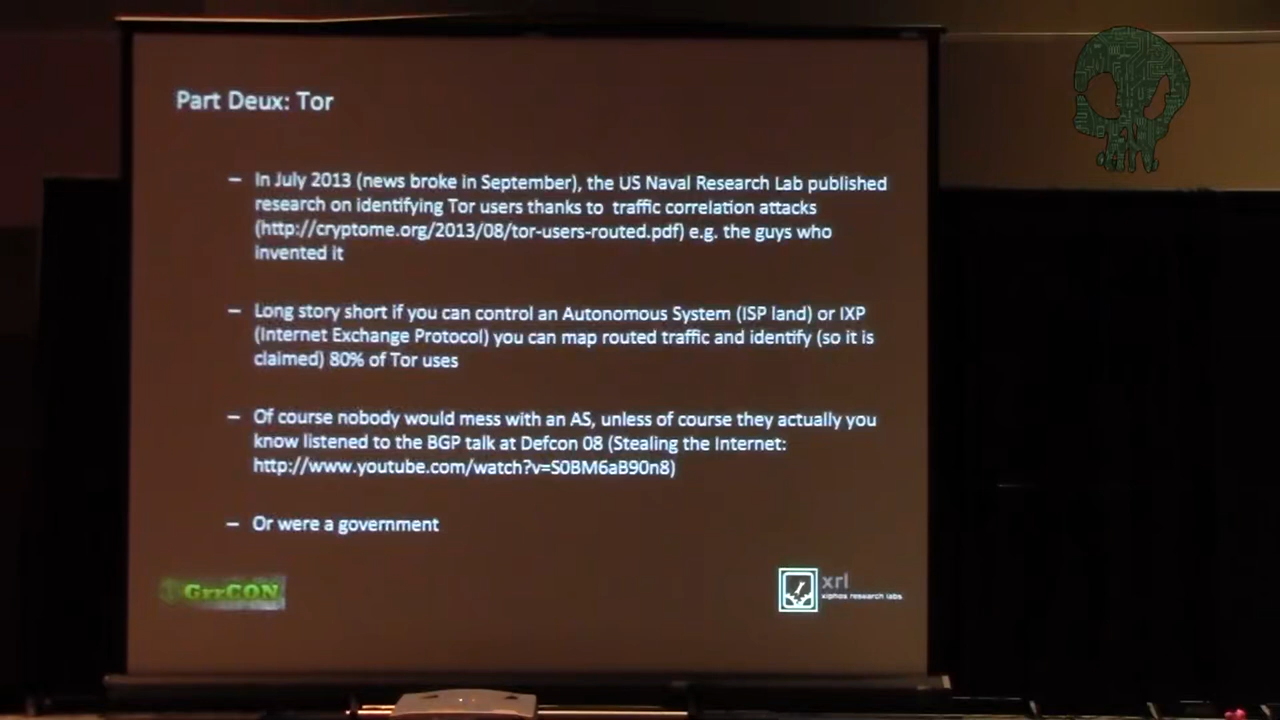 Part Deux: Tor
– In July 2013 (news broke in September), the US Naval Research Lab published
research on identifying Tor users thanks to traffic correlation attacks
(http://cryptome.org/2013/08/tor-users-routed.pdf) e.g. the guys who
invented it
– Long story short if you can control an Autonomous System (ISP land) or IXP
(Internet Exchange Protocol) you can map routed traffic and identify (so it is
claimed) 80% of Tor uses
– Of course nobody would mess with an AS, unless of course they actually you
know listened to the BGP talk at Defcon 08 (Stealing the Internet:
http://www.youtube.com/watch?v=S0BM6aB90n8)
– Or were a government
GrrCON
xrl
xiphos research labs